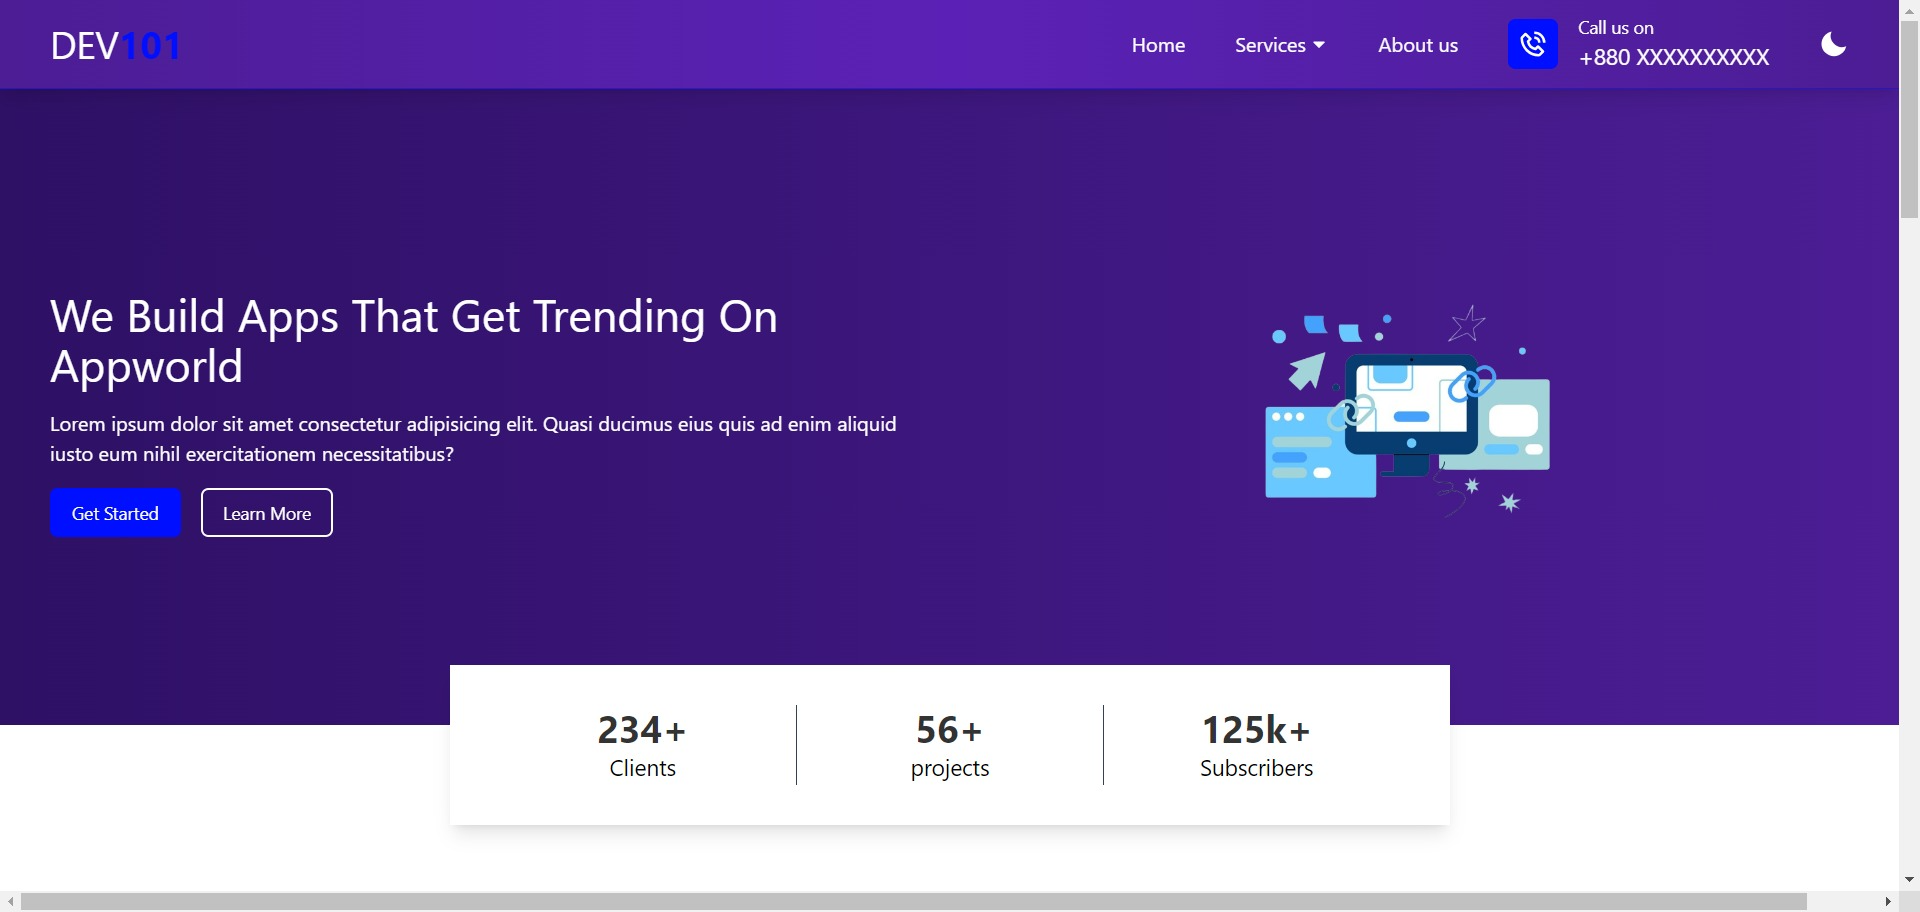 DEV101
Home
Services
About us
Call us on
+880 XXXXXXXXXX
We Build Apps That Get Trending On
Appworld
Lorem ipsum dolor sit amet consectetur adipisicing elit. Quasi ducimus eius quis ad enim aliquid
iusto eum nihil exercitationem necessitatibus?
Get Started
Learn More
234+
Clients
56+
projects
125k+
Subscribers